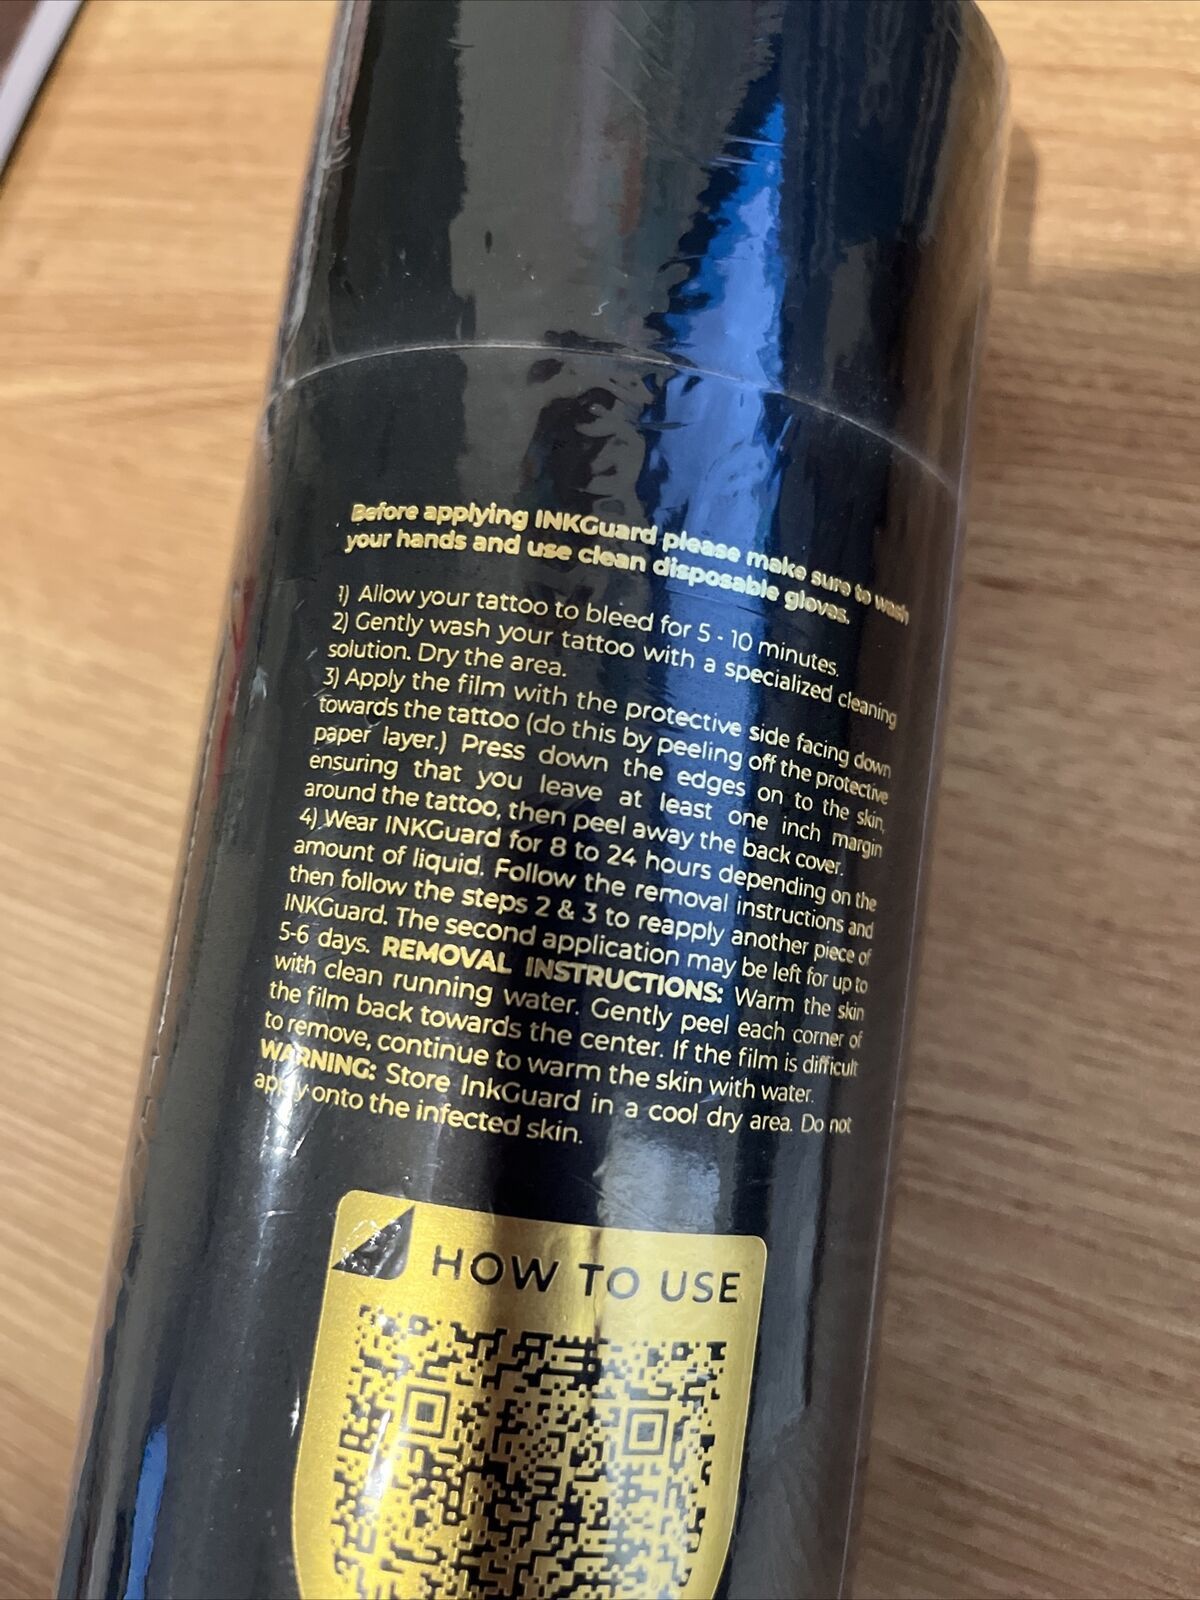 Before applying INKGuard please make sure to wash
your hands and use clean disposable gloves.
1) Allow your tattoo to bleed for 5 - 10 minutes.
2) Gently wash your tattoo with a specialized cleaning
solution. Dry the area.
3) Apply the film with the protective side facing down
towards the tattoo (do this by peeling off the protective
paper layer.) Press down the edges on to the skin,
ensuring that you leave at least one inch margin
around the tattoo, then peel away the back cover.
4) Wear INKGuard for 8 to 24 hours depending on the
amount of liquid. Follow the removal instructions and
then follow the steps 2 & 3 to reapply another piece of
INKGuard. The second application may be left for up to
5-6 days. REMOVAL INSTRUCTIONS: Warm the skin
with clean running water. Gently peel each corner of
the film back towards the center. If the film is difficult
to remove, continue to warm the skin with water.
WARNING: Store InkGuard in a cool dry area. Do not
apply onto the infected skin.
HOW TO USE